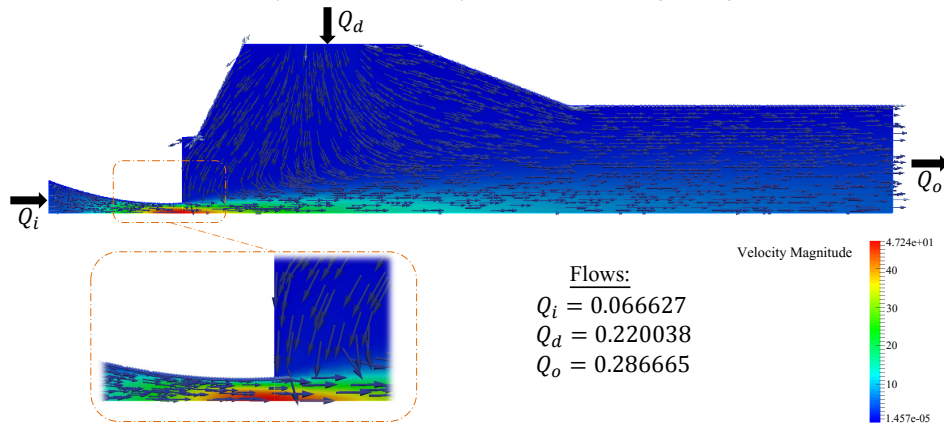 Q_d
Q_i
Q_o
Velocity Magnitude
4.724e+01
40
30
20
10
1.457e-05
Flows:
Q_i = 0.066627
Q_d = 0.220038
Q_o = 0.286665